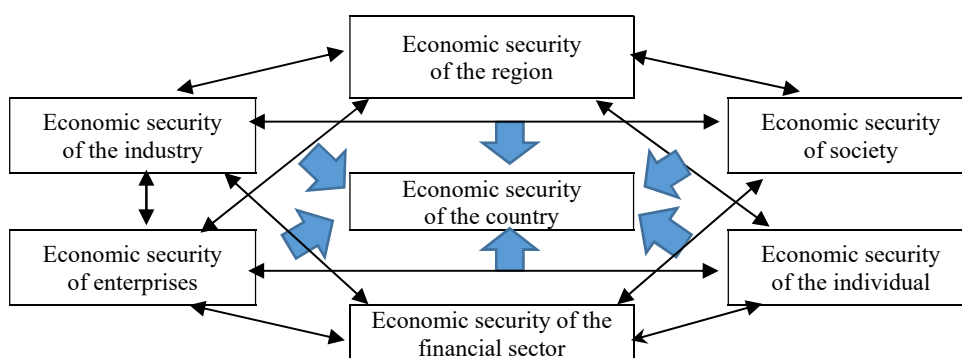 Economic security
of the region
Economic security
of the industry
Economic security
of society
Economic security
of the country
Economic security
of enterprises
Economic security
of the individual
Economic security of the
financial sector